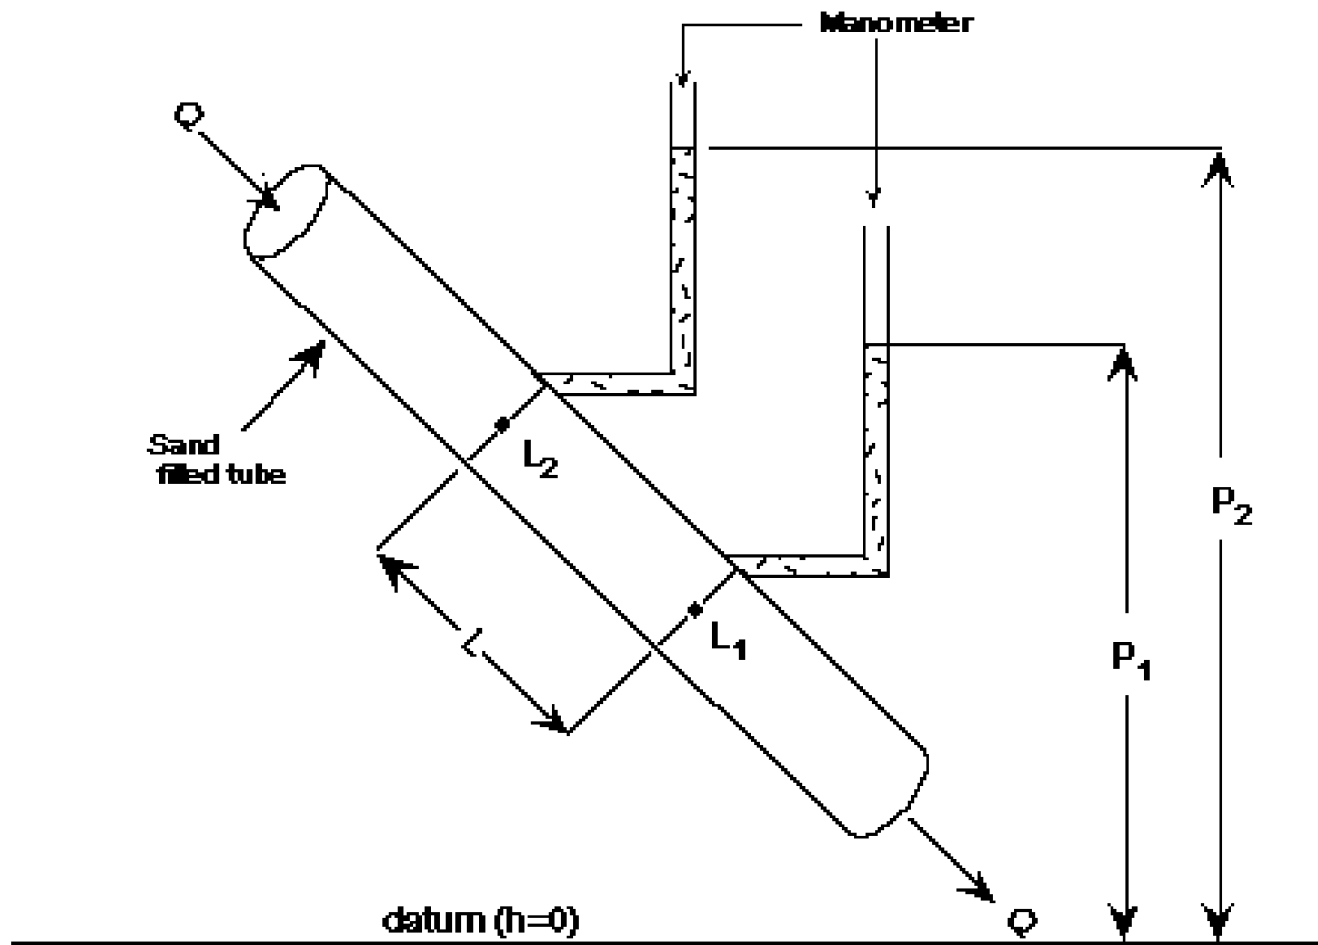 Manometer
Q
Sand
filled tube
L2
L
L1
P2
P1
Q
datum (h=0)